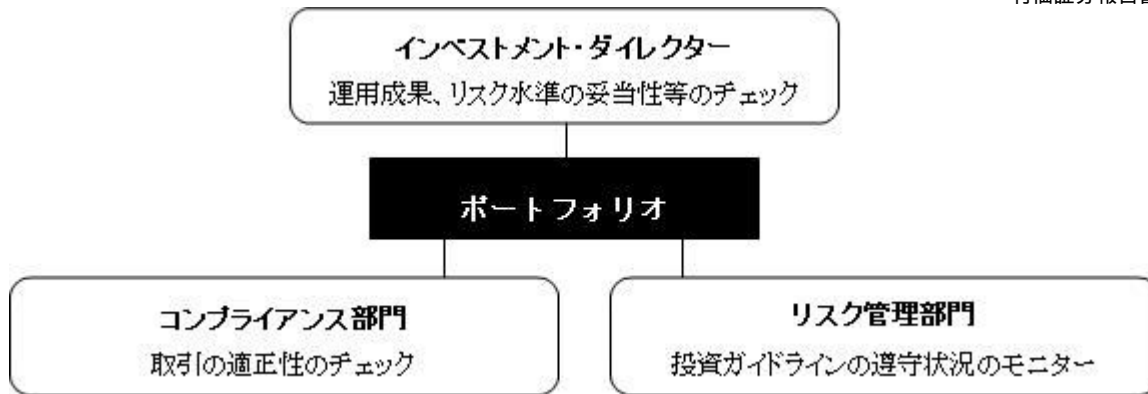 インベストメント・ダイレクター
運用成果、リスク水準の妥当性等のチェック
ポートフォリオ
コンプライアンス部門
取引の適正性のチェック
リスク管理部門
投資ガイドラインの遵守状況のモニター